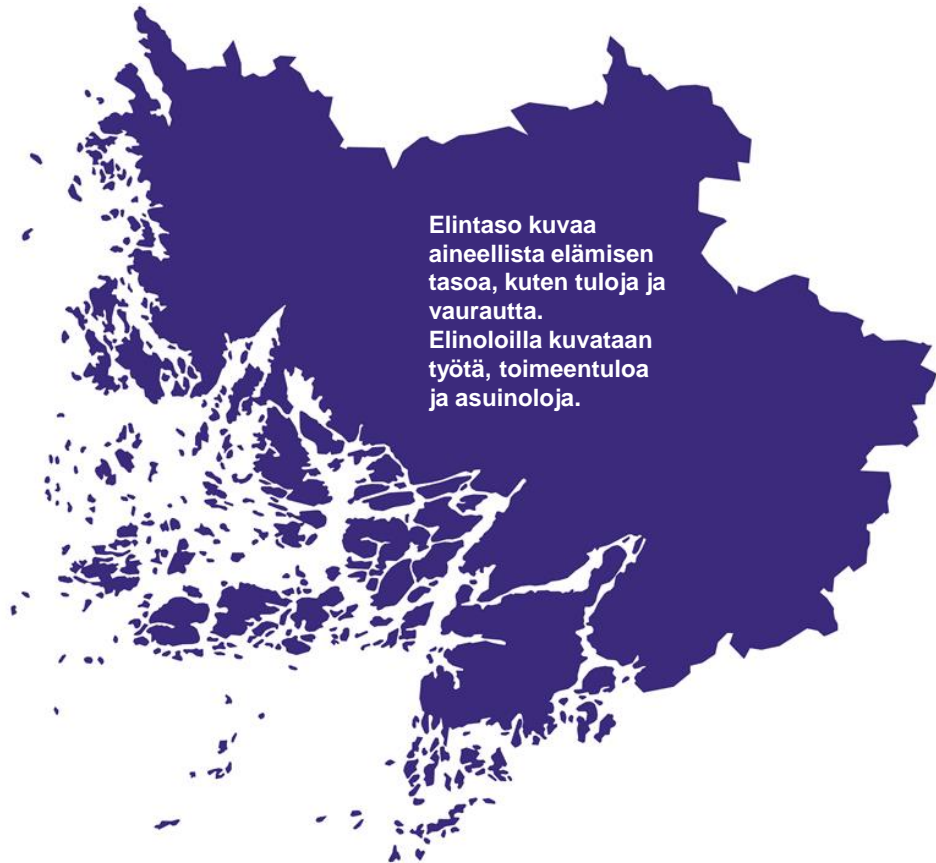 Elintaso kuvaa
aineellista elämisen
tasoa, kuten tuloja ja
vaurautta.
Elinoloilla kuvataan
työtä, toimeentuloa
ja asuinoloja.